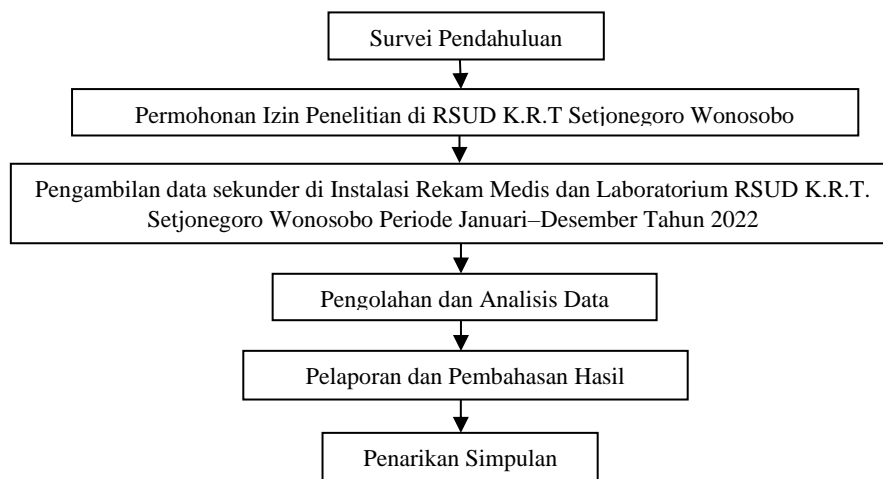 Survei Pendahuluan
Permohonan Izin Penelitian di RSUD K.R.T Setjonegoro Wonosobo
Pengambilan data sekunder di Instalasi Rekam Medis dan Laboratorium RSUD K.R.T.
Setjonegoro Wonosobo Periode Januari–Desember Tahun 2022
Pengolahan dan Analisis Data
Pelaporan dan Pembahasan Hasil
Penarikan Simpulan